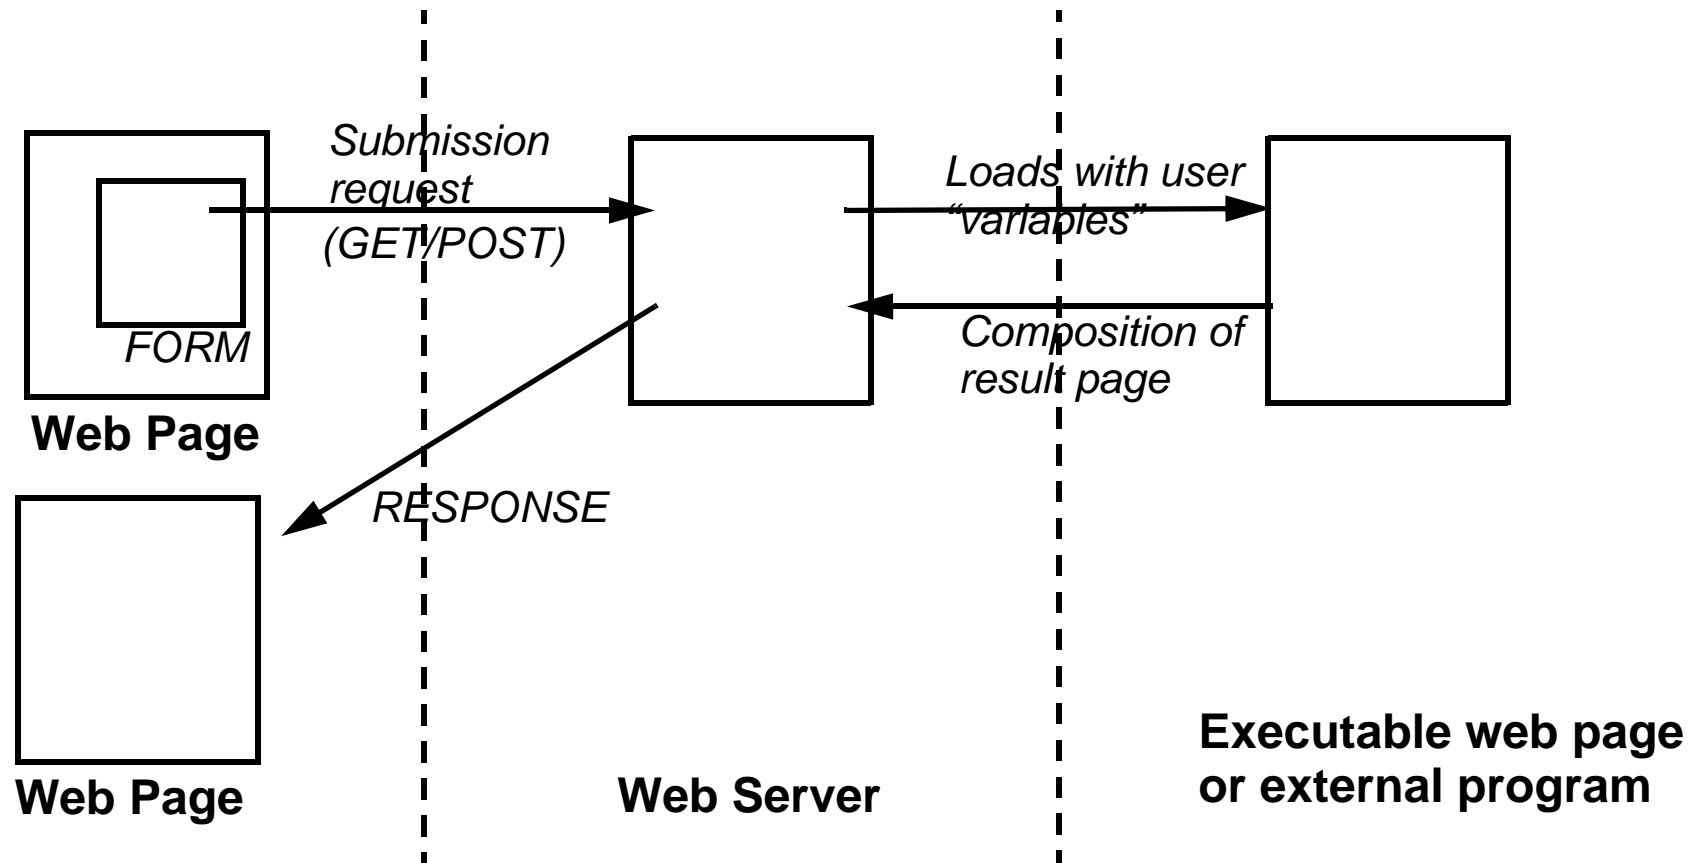 Submission
request
(GET/POST)
FORM
Web Page
Loads with user
“variables”
Composition of
result page
RESPONSE
Web Page
Web Server
Executable web page
or external program